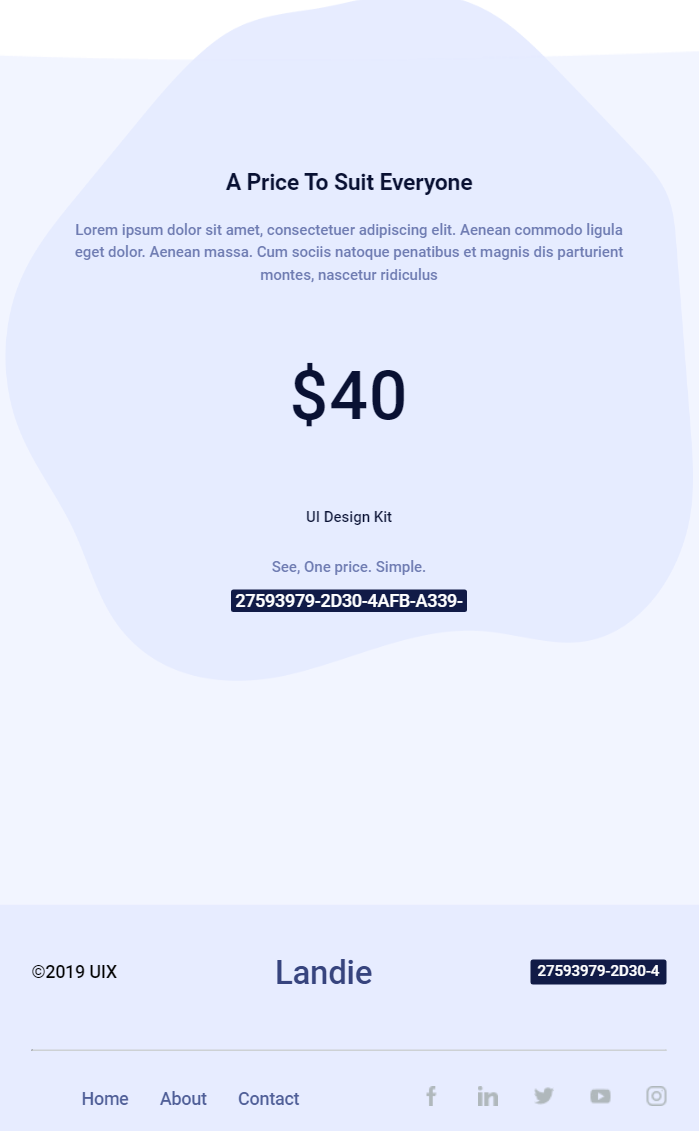 A Price To Suit Everyone
Lorem ipsum dolor sit amet, consectetuer adipiscing elit. Aenean commodo ligula
eget dolor. Aenean massa. Cum sociis natoque penatibus et magnis dis parturient
montes, nascetur ridiculus
$40
UI Design Kit
See, One price. Simple.
27593979-2D30-4AFB-A339-
©2019 UIX
Landie
27593979-2D30-4
Home
About
Contact